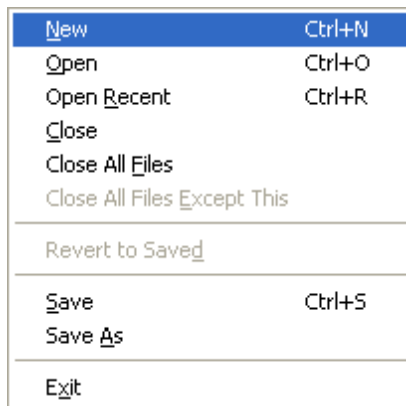 New Ctrl+N
Open Ctrl+O
Open Recent Ctrl+R
Close
Close All Files
Close All Files Except This
Revert to Saved
Save Ctrl+S
Save As
Exit